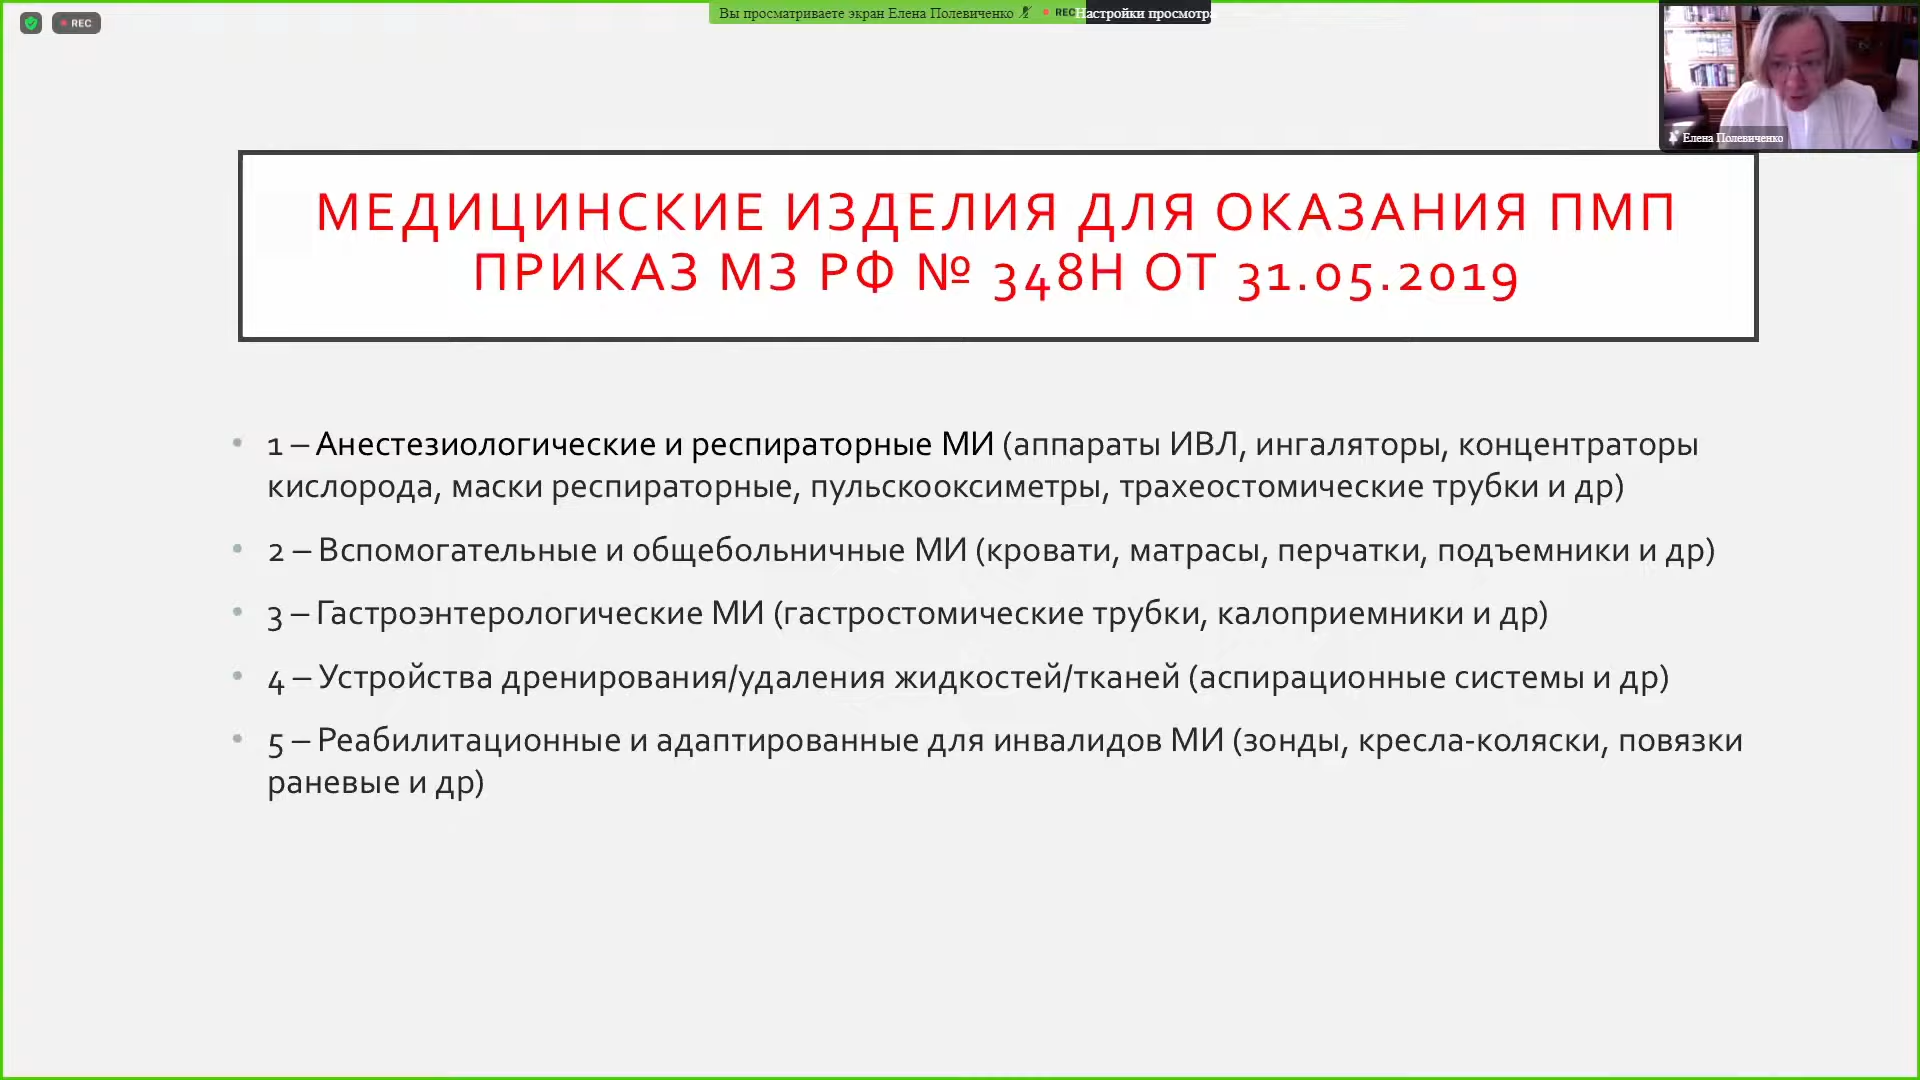 REC
Вы просматриваете экран Елена Полевиченко
REC
Настройки просмотра
Елена Полевиченко
МЕДИЦИНСКИЕ ИЗДЕЛИЯ ДЛЯ ОКАЗАНИЯ ПМП
ПРИКАЗ МЗ РФ № 348Н ОТ 31.05.2019
• 1 – Анестезиологические и респираторные МИ (аппараты ИВЛ, ингаляторы, концентраторы
кислорода, маски респираторные, пульскооксиметры, трахеостомические трубки и др)
• 2 – Вспомогательные и общебольничные МИ (кровати, матрасы, перчатки, подъемники и др)
• 3 – Гастроэнтерологические МИ (гастростомические трубки, калоприемники и др)
• 4 – Устройства дренирования/удаления жидкостей/тканей (аспирационные системы и др)
• 5 – Реабилитационные и адаптированные для инвалидов МИ (зонды, кресла-коляски, повязки
раневые и др)